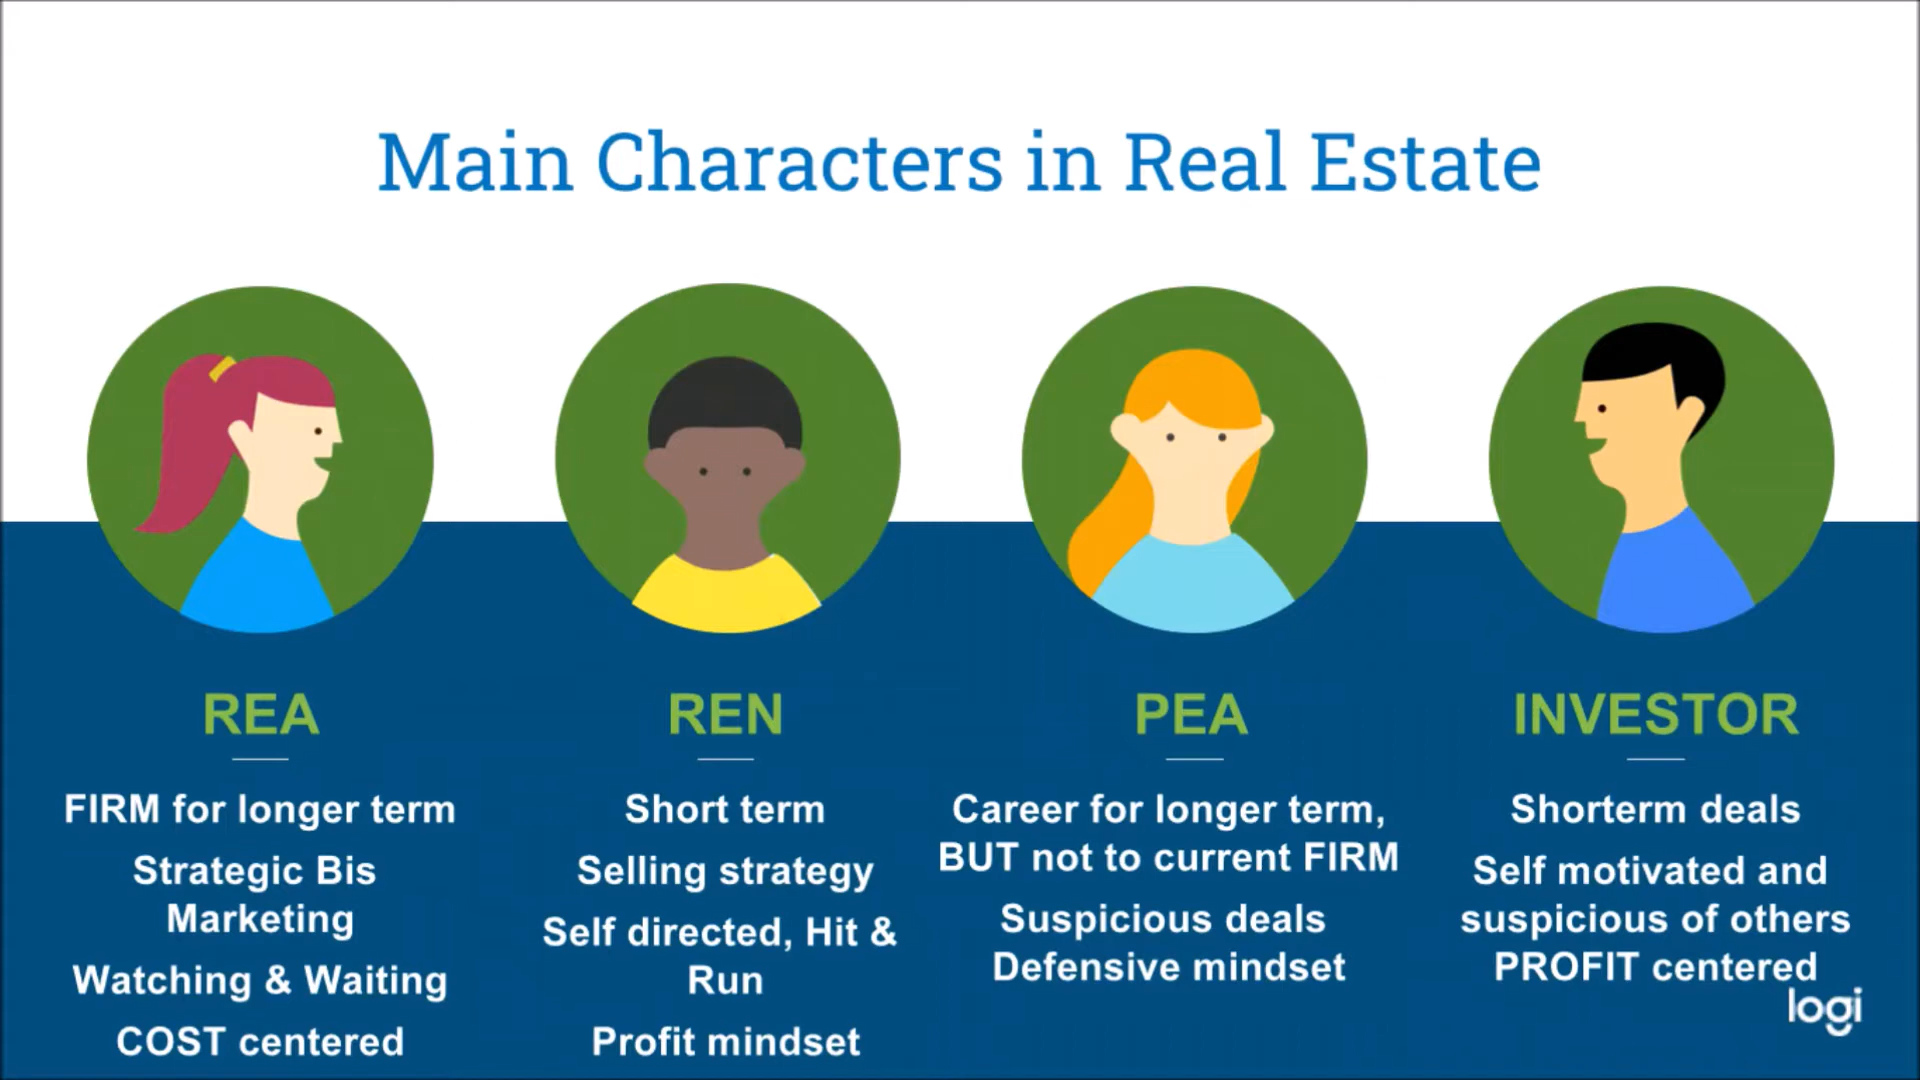 Main Characters in Real Estate
REA
FIRM for longer term
Strategic Bis
Marketing
Watching & Waiting
COST centered
REN
Short term
Selling strategy
Self directed, Hit &
Run
Profit mindset
PEA
Career for longer term,
BUT not to current FIRM
Suspicious deals
Defensive mindset
INVESTOR
Shorterm deals
Self motivated and
suspicious of others
PROFIT centered
logi